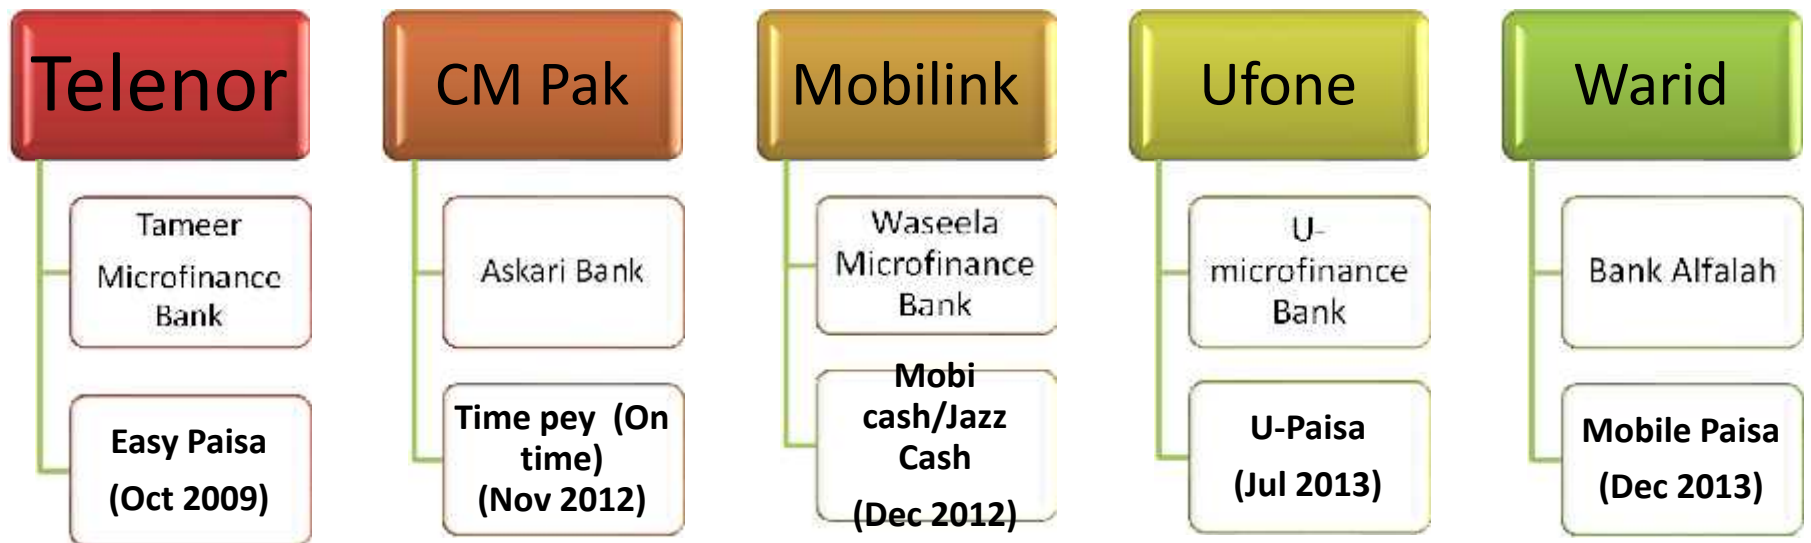 Telenor
Tameer
Microfinance
Bank
Easy Paisa
(Oct 2009)
CM Pak
Askari Bank
Time pey (On
time)
(Nov 2012)
Mobilink
Waseela
Microfinance
Bank
Mobi
cash/Jazz
Cash
(Dec 2012)
Ufone
U-
microfinance
Bank
U-Paisa
(Jul 2013)
Warid
Bank Alfalah
Mobile Paisa
(Dec 2013)